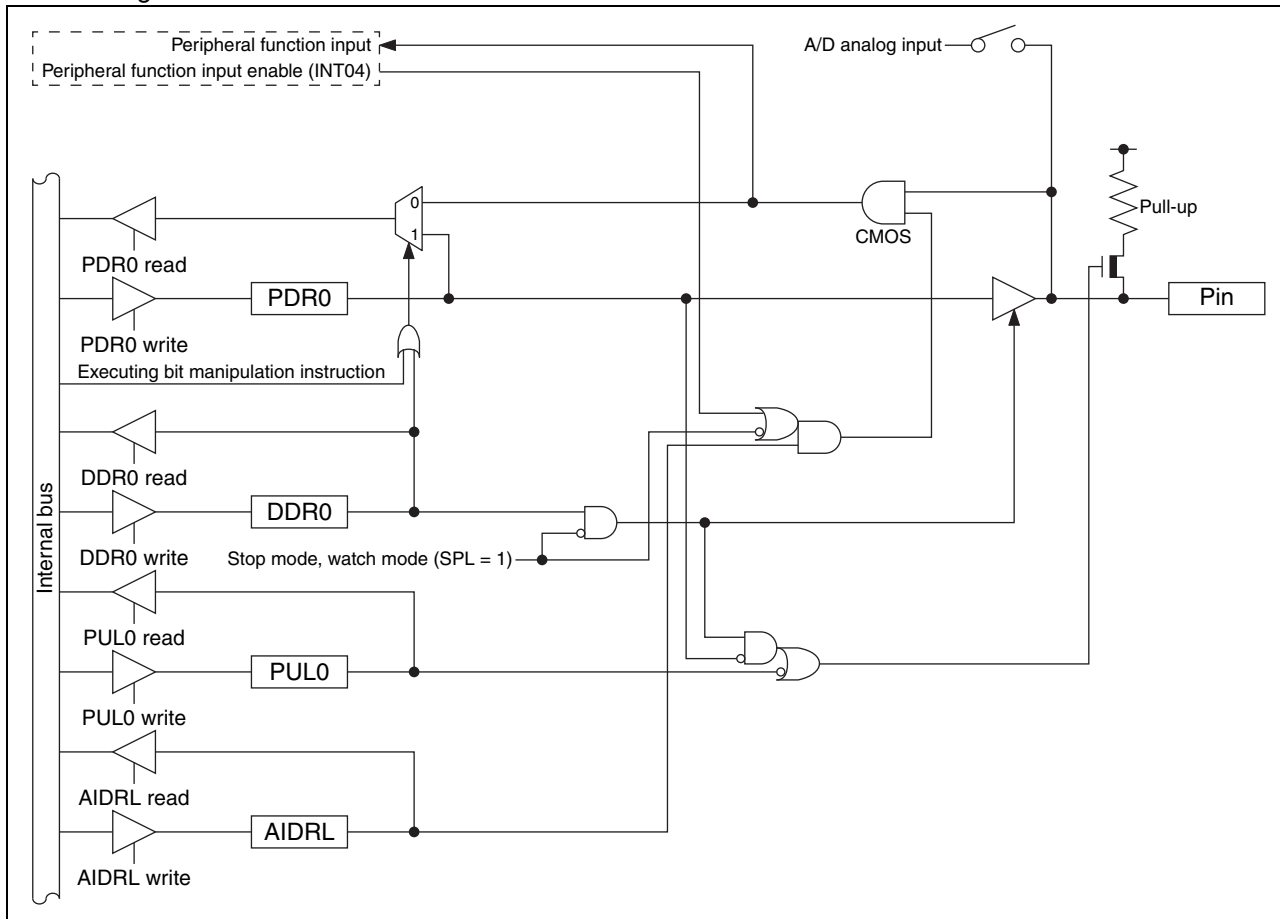 Peripheral function input
A/D analog input
Peripheral function input enable (INT04)
0
Pull-up
1
CMOS
PDR0 read
PDR0
Pin
PDR0 write
Executing bit manipulation instruction
DDR0 read
Internal bus
DDR0
DDR0 write
Stop mode, watch mode (SPL = 1)
PUL0 read
PUL0
PUL0 write
AIDRL read
AIDRL
AIDRL write